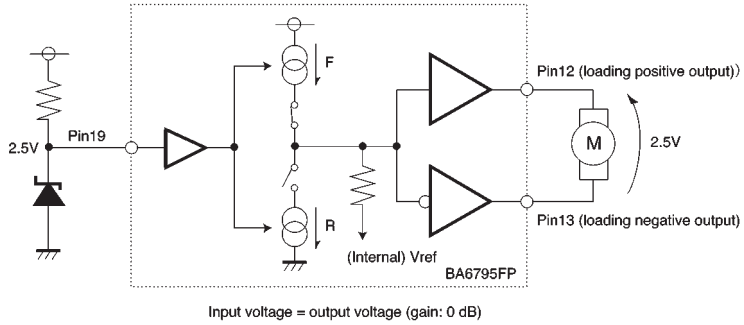 F
Pin12 (loading positive output))
Pin19
2.5V
M
2.5V
R
Pin13 (loading negative output)
(Internal) Vref
BA6795FP
Input voltage = output voltage (gain: 0 dB)